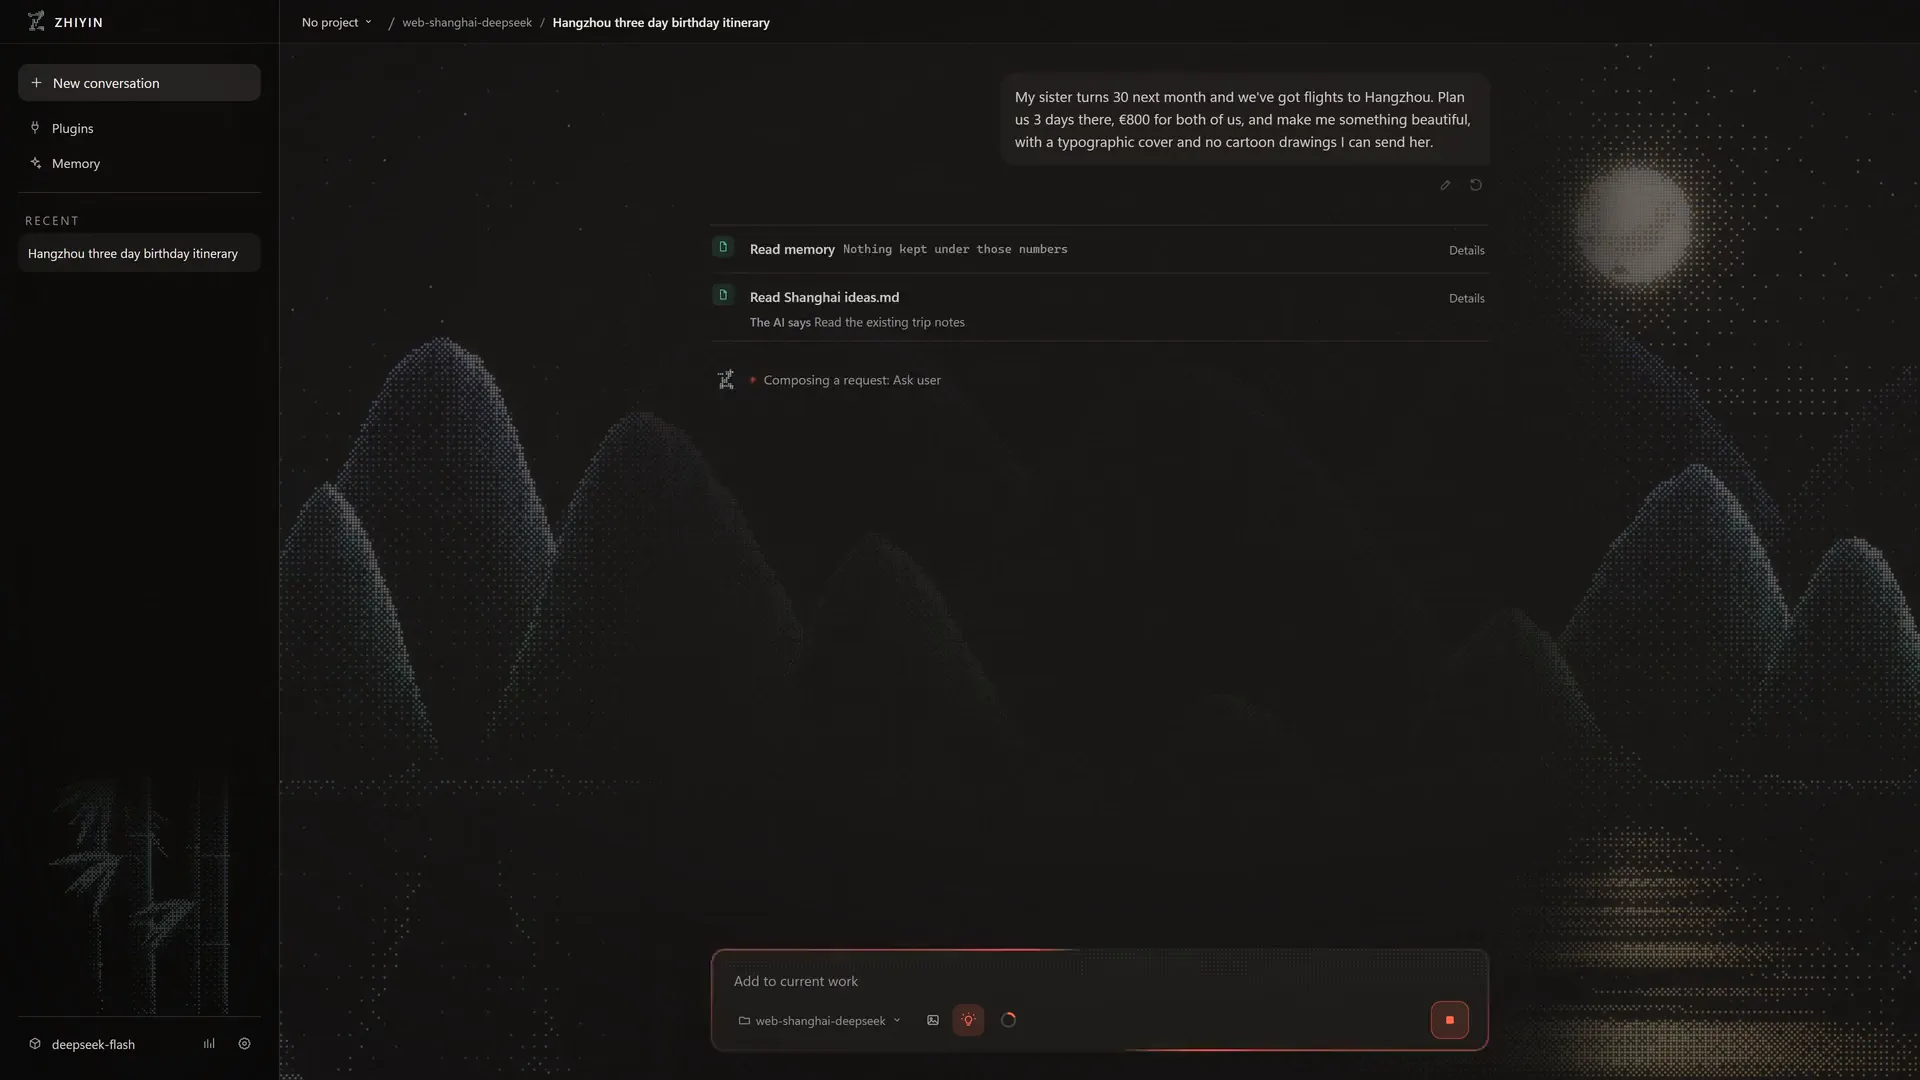 ZHIYIN
No project / web-shanghai-deepseek / Hangzhou three day birthday itinerary
New conversation
Plugins
Memory
RECENT
Hangzhou three day birthday itinerary
My sister turns 30 next month and we've got flights to Hangzhou. Plan
us 3 days there, €800 for both of us, and make me something beautiful,
with a typographic cover and no cartoon drawings I can send her.
Read memory Nothing kept under those numbers
Details
Read Shanghai ideas.md
Details
The AI says Read the existing trip notes
Composing a request: Ask user
Add to current work
web-shanghai-deepseek
deepseek-flash